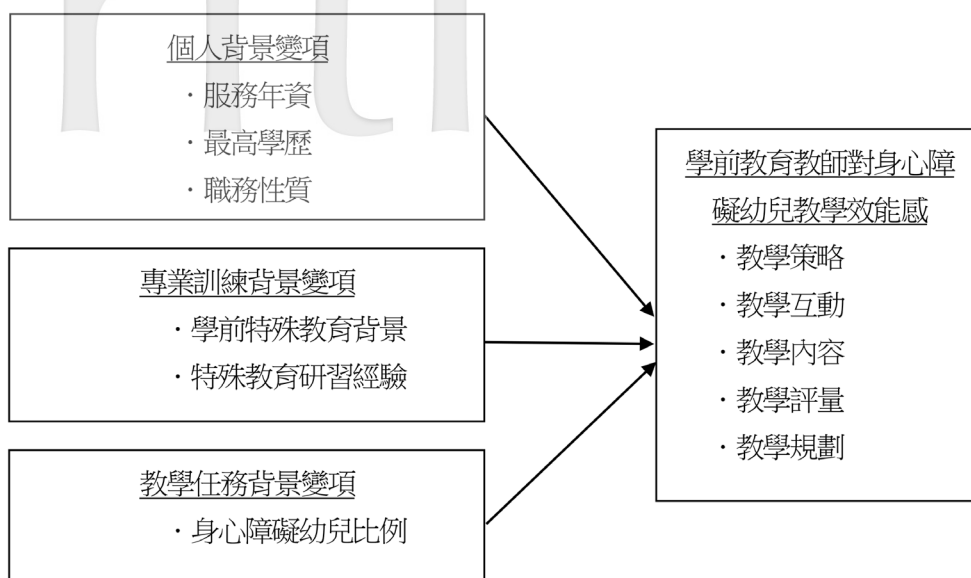 個人背景變項
·服務年資
·最高學歷
·職務性質
專業訓練背景變項
·學前特殊教育背景
·特殊教育研習經驗
教學任務背景變項
·身心障礙幼兒比例
學前教育教師對身心障
礙幼兒教學效能感
·教學策略
·教學互動
·教學內容
·教學評量
·教學規劃